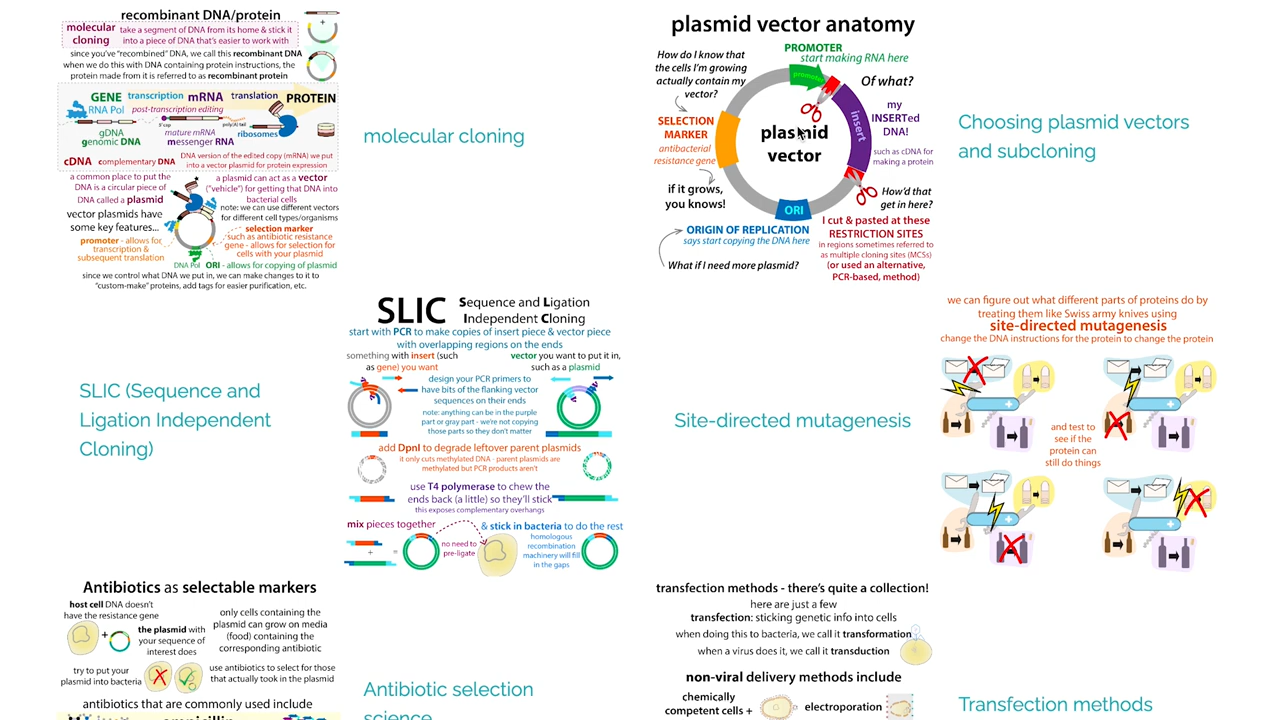 recombinant DNA/protein
molecular
cloning
take a segment of DNA from its home & stick it
into a piece of DNA that's easier to work with
since you've "recombined" DNA, we call this recombinant DNA
when we do this with DNA containing protein instructions, the
protein made from it is referred to as recombinant protein
GENE transcription mRNA translation PROTEIN
RNA Pol
post-transcription editing
5'cap
poly(A) tail
gDNA
genomic DNA
mature mRNA
messenger RNA
ribosomes
cDNA complementary DNA
DNA version of the edited copy (mRNA) we put
into a vector plasmid for protein expression
a common place to put the
DNA is a circular piece of
DNA called a plasmid
a plasmid can act as a vector
("vehicle") for getting that DNA into
bacterial cells
vector plasmids have
some key features...
note: we can use different vectors
for different cell types/organisms
promoter - allows for
transcription &
subsequent translation
selection marker
such as antibiotic resistance
gene - allows for selection for
cells with your plasmid
DNA Pol
ORI - allows for copying of plasmid
since we control what DNA we put in, we can make changes to it to
"custom-make" proteins, add tags for easier purification, etc.
molecular cloning
plasmid vector anatomy
How do I know that
the cells I'm growing
actually contain my
vector?
PROMOTER
start making RNA here
promoter
Of what?
my
INSERTed
DNA!
such as cDNA for
making a protein
insert
SELECTION
MARKER
antibacterial
resistance gene
plasmid
vector
if it grows,
you knows!
ORI
How'd that
get in here?
ORIGIN OF REPLICATION
says start copying the DNA here
What if I need more plasmid?
I cut & pasted at these
RESTRICTION SITES
in regions sometimes referred to
as multiple cloning sites (MCSs)
(or used an alternative,
PCR-based, method)
Choosing plasmid vectors
and subcloning
SLIC (Sequence and
Ligation Independent
Cloning)
SLIC Sequence and Ligation
Independent Cloning
start with PCR to make copies of insert piece & vector piece
with overlapping regions on the ends
something with insert (such
as gene) you want
vector you want to put it in,
such as a plasmid
design your PCR primers to
have bits of the flanking vector
sequences on their ends
note: anything can be in the purple
part or gray part - we're not copying
those parts so they don't matter
add DpnI to degrade leftover parent plasmids
it only cuts methylated DNA - parent plasmids are
methylated but PCR products aren't
use T4 polymerase to chew the
ends back (a little) so they'll stick
this exposes complementary overhangs
mix pieces together
& stick in bacteria to do the rest
no need to
pre-ligate
homologous
recombination
machinery will fill
in the gaps
Site-directed mutagenesis
we can figure out what different parts of proteins do by
treating them like Swiss army knives using
site-directed mutagenesis
change the DNA instructions for the protein to change the protein
and test to
see if the
protein can
still do things
Antibiotics as selectable markers
host cell DNA doesn't
have the resistance gene
the plasmid with
your sequence of
interest does
only cells containing the
plasmid can grow on media
(food) containing the
corresponding antibiotic
try to put your
plasmid into bacteria
use antibiotics to select for those
that actually took in the plasmid
antibiotics that are commonly used include
ampicillin
Antibiotic selection
science
transfection methods - there's quite a collection!
here are just a few
transfection: sticking genetic info into cells
when doing this to bacteria, we call it transformation
when a virus does it, we call it transduction
non-viral delivery methods include
chemically
competent cells +
electroporation
Transfection methods